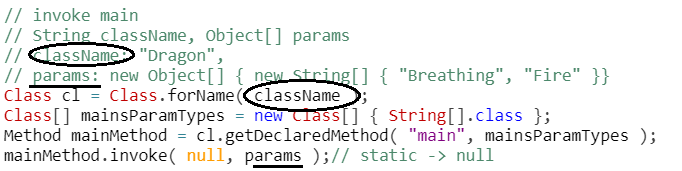 // invoke main
// String className, Object[] params
// className: "Dragon",
// params: new Object[] { new String[] { "Breathing", "Fire" }}
Class cl = Class.forName( className );
Class[] mainsParamTypes = new Class[] { String[].class };
Method mainMethod = cl.getDeclaredMethod( "main", mainsParamTypes );
mainMethod.invoke( null, params );// static -> null